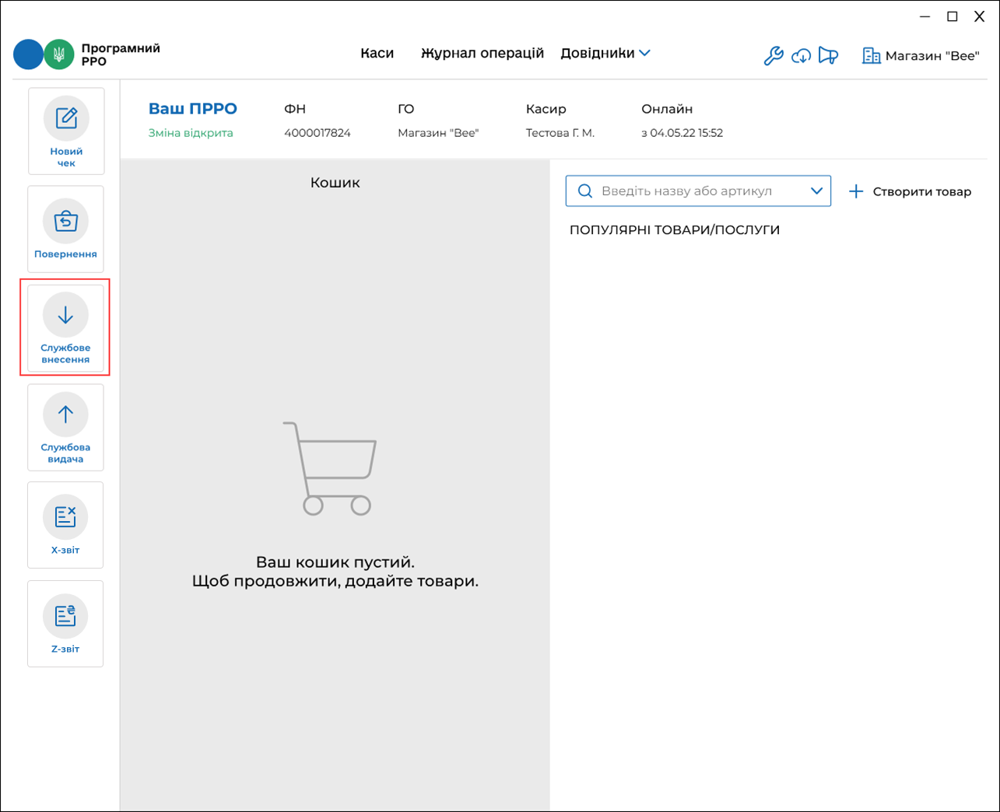 Програмний
РРО
Каси
Журнал операцій
Довідники
Магазин "Bee"
Новий
чек
Повернення
Службове
внесення
Службова
видача
X-звіт
Z-звіт
Ваш ПРРО
Зміна відкрита
ФН
4000017824
ГО
Магазин "Bee"
Касир
Тестова Г. М.
Онлайн
з 04.05.22 15:52
Кошик
Ваш кошик пустий.
Щоб продовжити, додайте товари.
Введіть назву або артикул
Створити товар
ПОПУЛЯРНІ ТОВАРИ/ПОСЛУГИ